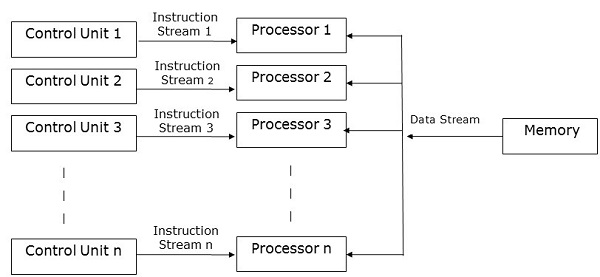 Control Unit 1
Instruction
Stream 1
Processor 1
Control Unit 2
Instruction
Stream 2
Processor 2
Control Unit 3
Instruction
Stream 3
Processor 3
Data Stream
Memory
Control Unit n
Instruction
Stream n
Processor n